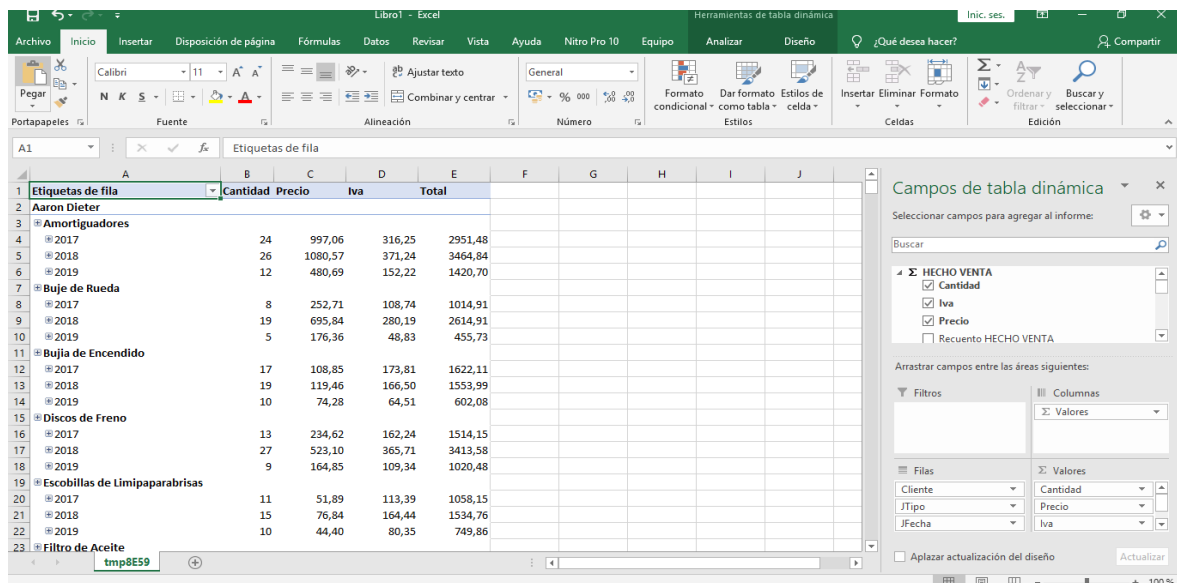 Libro1 - Excel
Herramientas de tabla dinámica
Inic. ses.
Archivo Inicio Insertar Disposición de página Fórmulas Datos Revisar Vista Ayuda Nitro Pro 10 Equipo Analizar Diseño ¿Qué desea hacer? Compartir
Pegar
Calibri 11 A A
N K S A
Ajustar texto
Combinar y centrar
General
% 000
Formato condicional
Dar formato como tabla
Estilos de celda
Insertar Eliminar Formato
Ordenar y filtrar
Buscar y seleccionar
Portapapeles Fuente Alineación Número Estilos Celdas Edición
A1 fx Etiquetas de fila
A B C D E F G H I J
1 Etiquetas de fila Cantidad Precio Iva Total
2 Aaron Dieter
3 Amortiguadores
4 2017 24 997,06 316,25 2951,48
5 2018 26 1080,57 371,24 3464,84
6 2019 12 480,69 152,22 1420,70
7 Buje de Rueda
8 2017 8 252,71 108,74 1014,91
9 2018 19 695,84 280,19 2614,91
10 2019 5 176,36 48,83 455,73
11 Bujia de Encendido
12 2017 17 108,85 173,81 1622,11
13 2018 19 119,46 166,50 1553,99
14 2019 10 74,28 64,51 602,08
15 Discos de Freno
16 2017 13 234,62 162,24 1514,15
17 2018 27 523,10 365,71 3413,58
18 2019 9 164,85 109,34 1020,48
19 Escobillas de Limipaparabrisas
20 2017 11 51,89 113,39 1058,15
21 2018 15 76,84 164,44 1534,76
22 2019 10 44,40 80,35 749,86
23 Filtro de Aceite
tmp8E59
Campos de tabla dinámica
Seleccionar campos para agregar al informe:
Buscar
Σ HECHO VENTA
Cantidad
Iva
Precio
Recuento HECHO VENTA
Arrastrar campos entre las áreas siguientes:
Filtros
Columnas
Σ Valores
Filas
Cliente
JTipo
JFecha
Σ Valores
Cantidad
Precio
Iva
Aplazar actualización del diseño
Actualizar
100 %